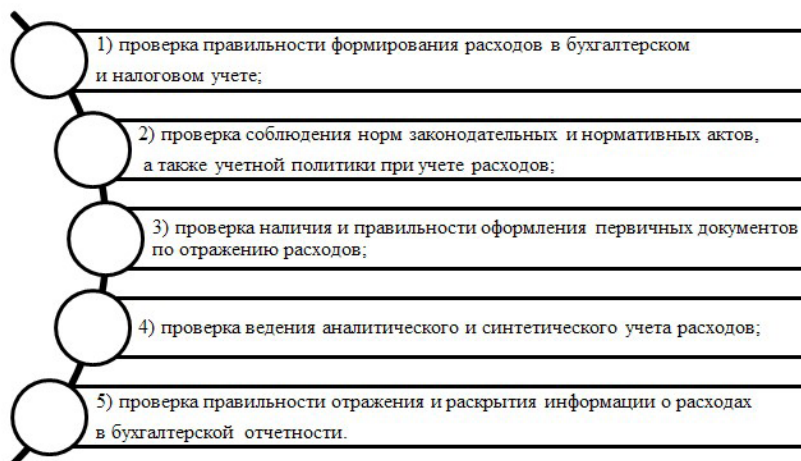 1) проверка правильности формирования расходов в бухгалтерском
и налоговом учете;
2) проверка соблюдения норм законодательных и нормативных актов,
а также учетной политики при учете расходов;
3) проверка наличия и правильности оформления первичных документов
по отражению расходов;
4) проверка ведения аналитического и синтетического учета расходов;
5) проверка правильности отражения и раскрытия информации о расходах
в бухгалтерской отчетности.